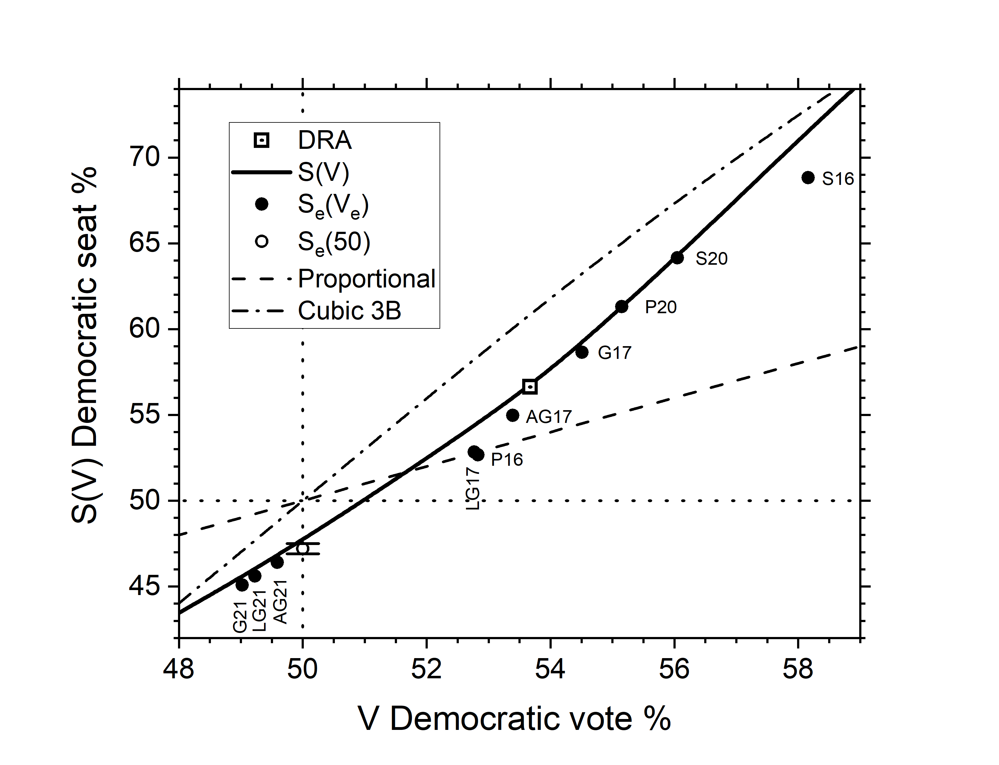 DRA
S(V)
Se(Ve)
Se(50)
Proportional
Cubic 3B
S(V) Democratic seat %
70
65
60
55
50
45
S16
S20
P20
G17
AG17
P16
LG17
G21
LG21
AG21
48 50 52 54 56 58
V Democratic vote %